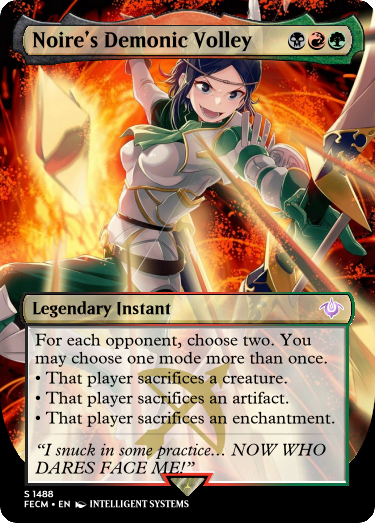 Noire's Demonic Volley
Legendary Instant
For each opponent, choose two. You
may choose one mode more than once.
• That player sacrifices a creature.
• That player sacrifices an artifact.
• That player sacrifices an enchantment.
“I snuck in some practice… NOW WHO
DARES FACE ME!”
S 1488
FECM • EN INTELLIGENT SYSTEMS